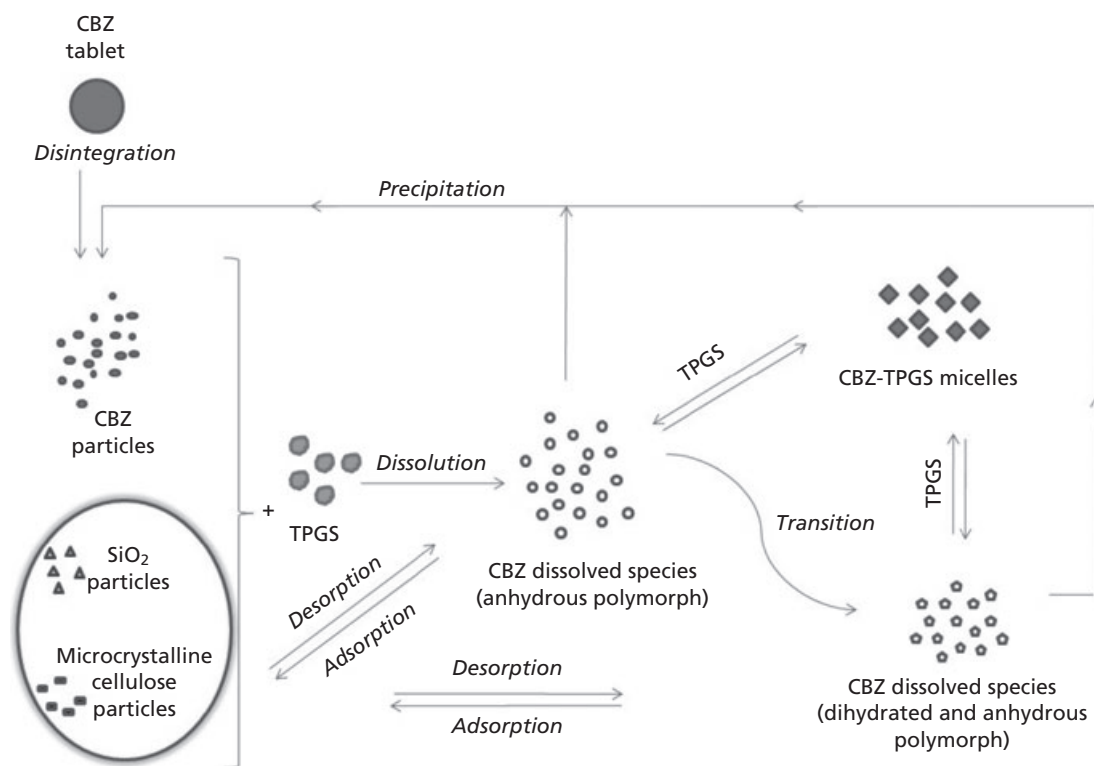 CBZ
tablet
Disintegration
Precipitation
CBZ
particles
TPGS
CBZ-TPGS micelles
+
TPGS
Dissolution
TPGS
Transition
SiO₂
particles
Desorption
Adsorption
CBZ dissolved species
(anhydrous polymorph)
Microcrystalline
cellulose
particles
Desorption
Adsorption
CBZ dissolved species
(dihydrated and anhydrous
polymorph)